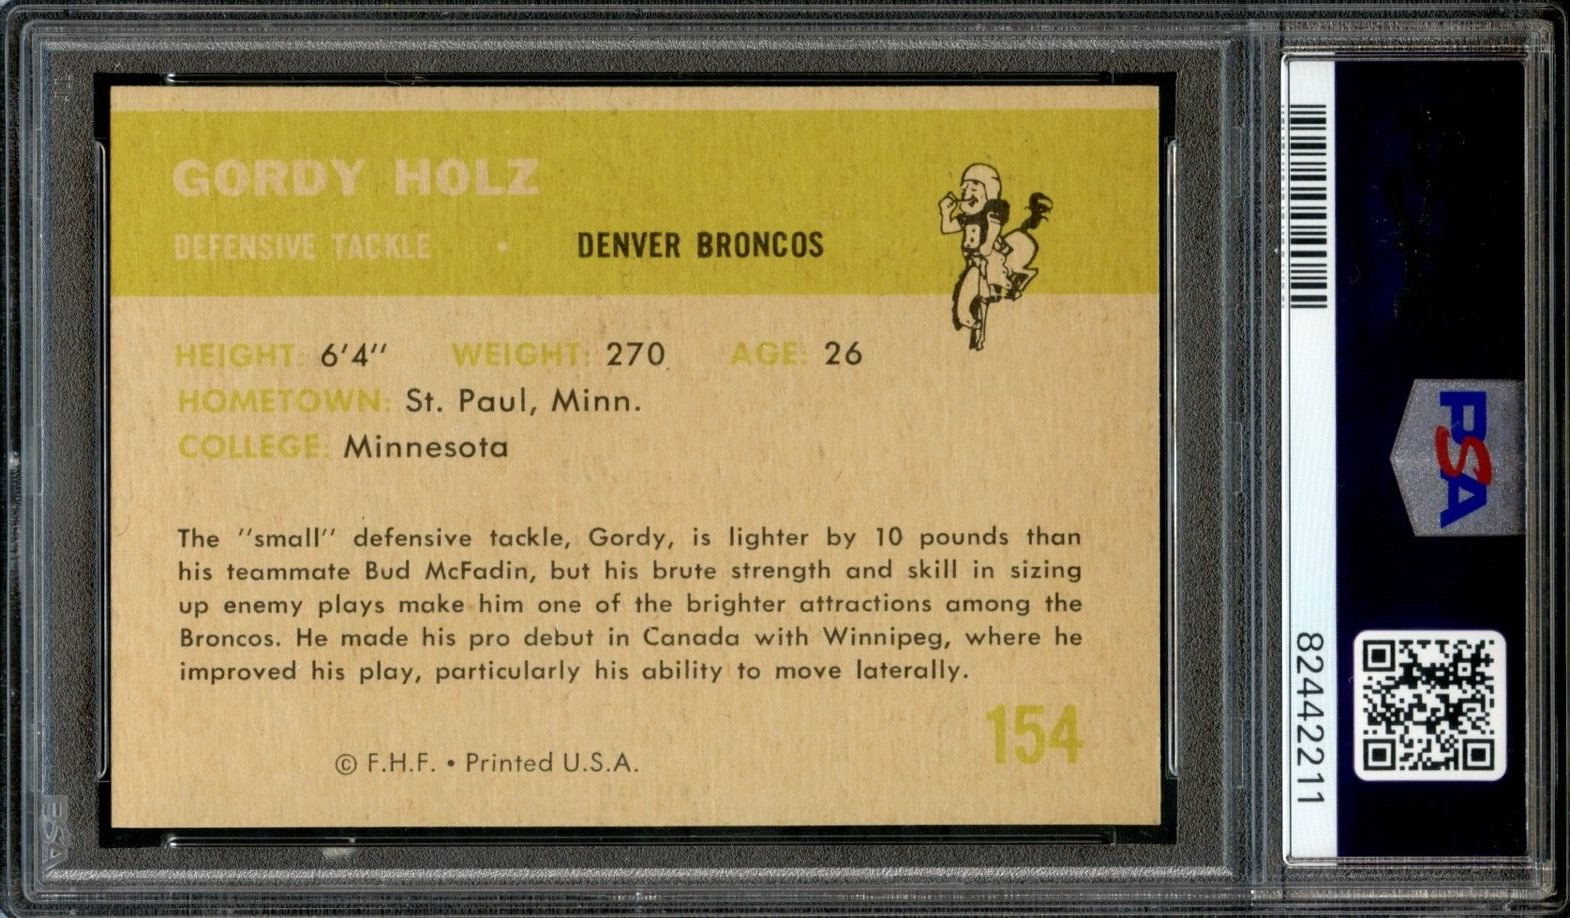 GORDY HOLZ
DEFENSIVE TACKLE • DENVER BRONCOS
8
HEIGHT: 6'4" WEIGHT: 270 AGE: 26
HOMETOWN: St. Paul, Minn.
COLLEGE: Minnesota
The "small" defensive tackle, Gordy, is lighter by 10 pounds than
his teammate Bud McFadin, but his brute strength and skill in sizing
up enemy plays make him one of the brighter attractions among the
Broncos. He made his pro debut in Canada with Winnipeg, where he
improved his play, particularly his ability to move laterally.
154
© F.H.F. • Printed U.S.A.
PSA
82442211
PSA